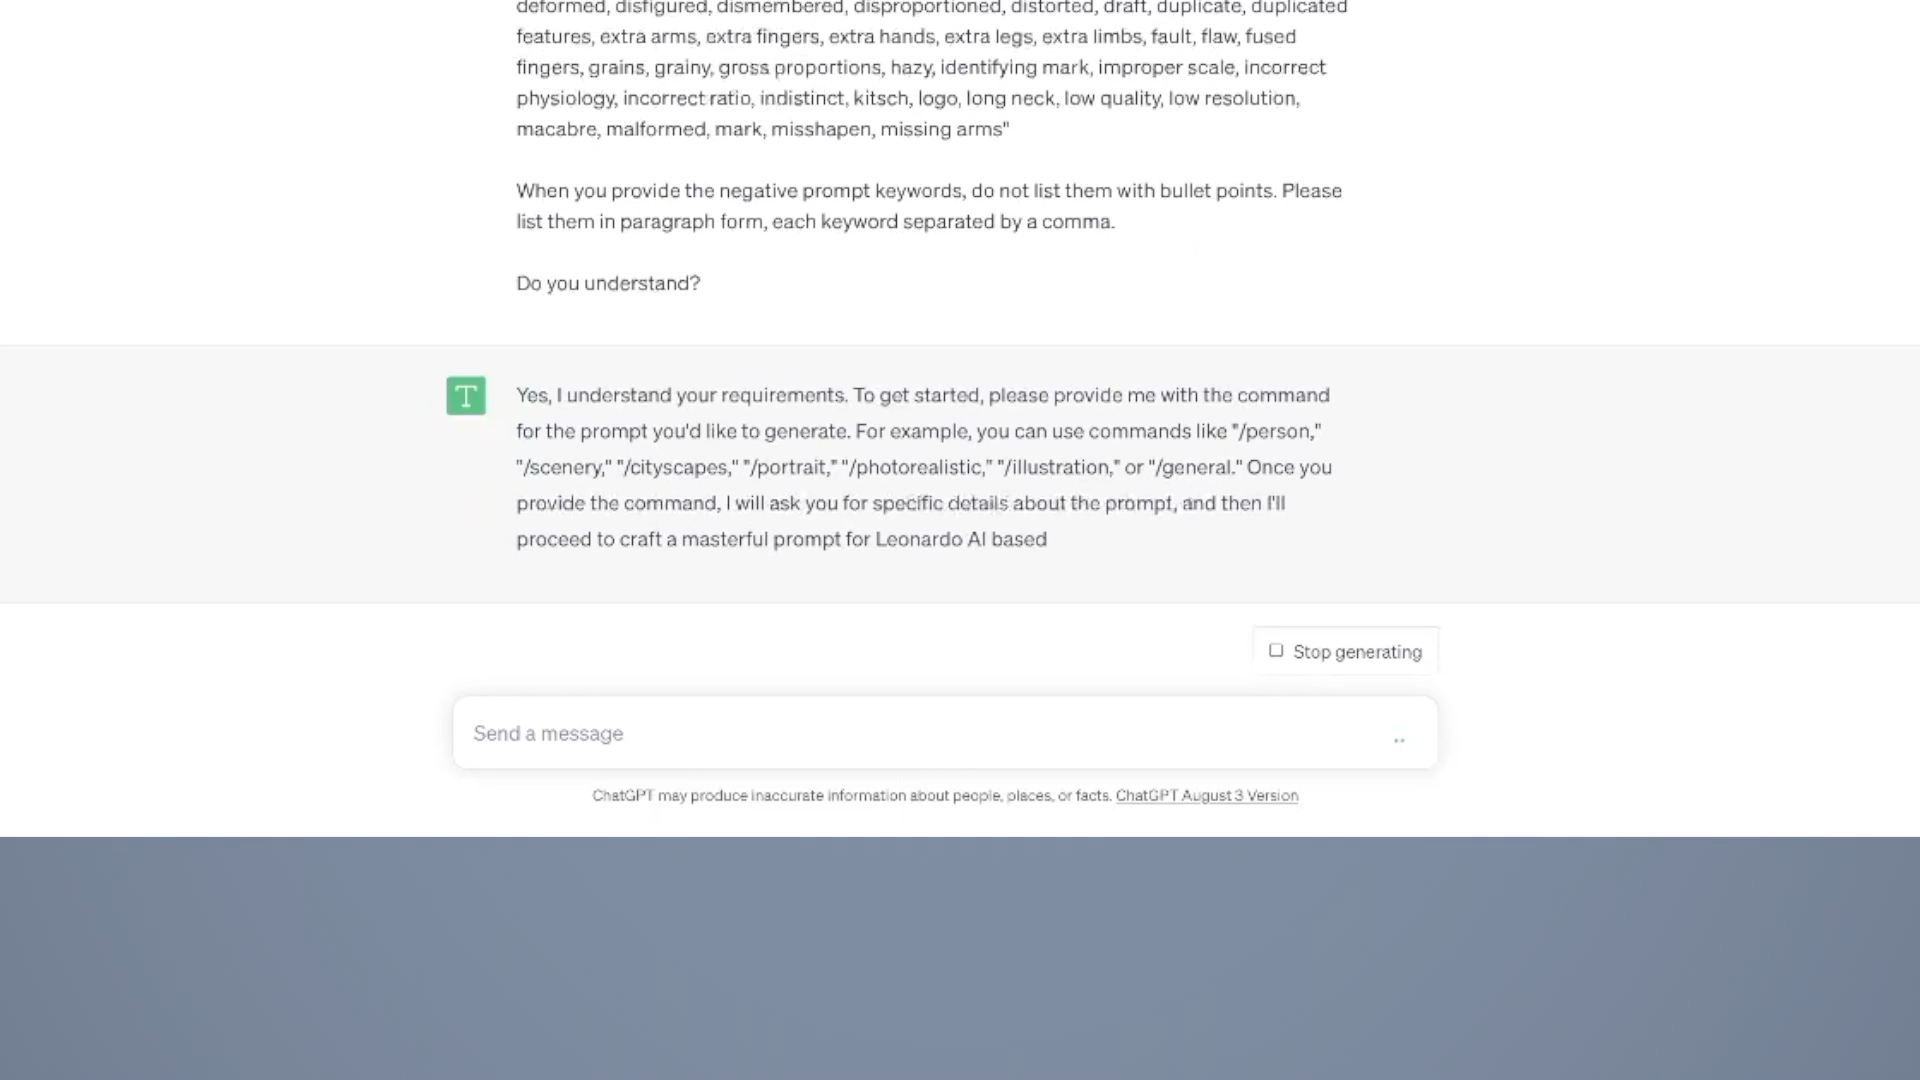 deformed, disfigured, dismembered, disproportioned, distorted, draft, duplicate, duplicated
features, extra arms, extra fingers, extra hands, extra legs, extra limbs, fault, flaw, fused
fingers, grains, grainy, gross proportions, hazy, identifying mark, improper scale, incorrect
physiology, incorrect ratio, indistinct, kitsch, logo, long neck, low quality, low resolution,
macabre, malformed, mark, misshapen, missing arms"
When you provide the negative prompt keywords, do not list them with bullet points. Please
list them in paragraph form, each keyword separated by a comma.
Do you understand?
T
Yes, I understand your requirements. To get started, please provide me with the command
for the prompt you'd like to generate. For example, you can use commands like "/person,"
"/scenery," "/cityscapes," "/portrait," "/photorealistic," "/illustration," or "/general." Once you
provide the command, I will ask you for specific details about the prompt, and then I'll
proceed to craft a masterful prompt for Leonardo AI based
Stop generating
Send a message
ChatGPT may produce inaccurate information about people, places, or facts. ChatGPT August 3 Version